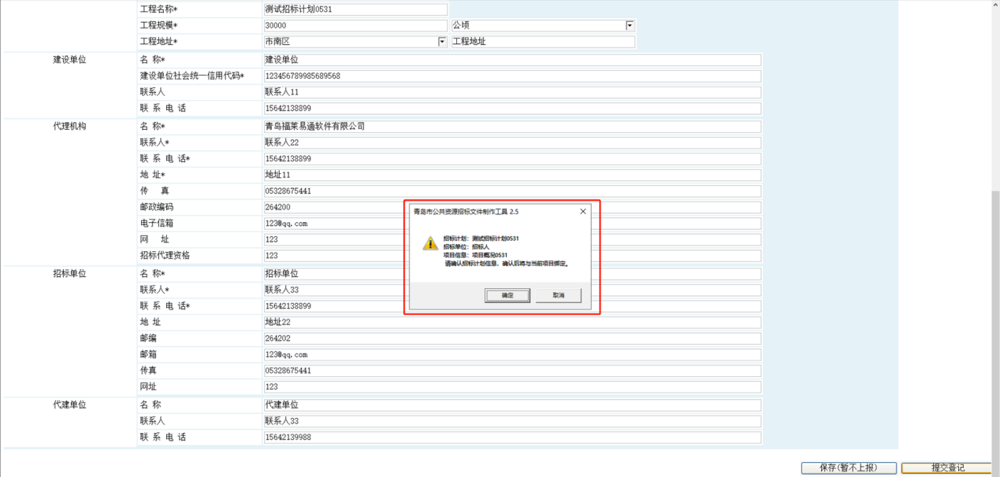 工程名称* 测试招标计划0531
工程规模* 30000 公顷
工程地址* 市南区 工程地址
建设单位 名 称* 建设单位
建设单位社会统一信用代码* 123456789985689568
联系人 联系人11
联 系 电 话 15642138899
代理机构 名 称* 青岛福莱易通软件有限公司
联系人* 联系人22
联 系 电 话* 15642138899
地 址* 地址11
传 真 05328675441
邮政编码 264200
电子信箱 123@qq.com
网 址 123
招标代理资格 123
青岛市公共资源招标文件制作工具 2.5
招标计划：测试招标计划0531
招标单位：招标人
项目信息：项目概况0531
请确认招标计划信息，确认后将与当前项目绑定。
确定 取消
招标单位 名 称* 招标单位
联系人* 联系人33
联 系 电 话* 15642138899
地 址 地址22
邮编 264202
邮箱 123@qq.com
传真 05328675441
网址 123
代建单位 名 称 代建单位
联系人 联系人33
联 系 电 话 15642139988
保存(暂不上报) 提交登记